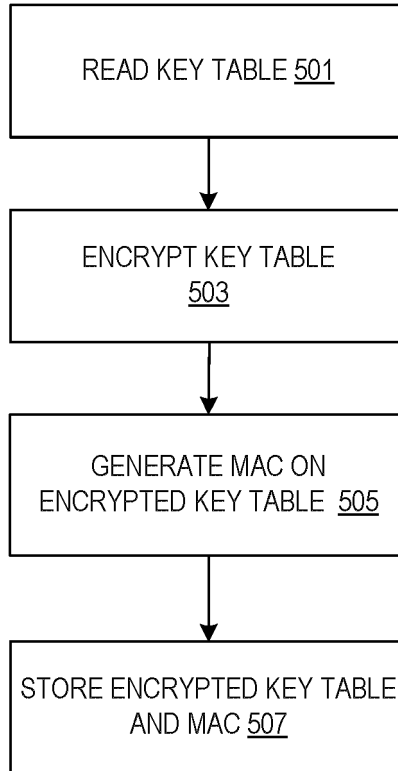 READ KEY TABLE 501
ENCRYPT KEY TABLE
503
GENERATE MAC ON
ENCRYPTED KEY TABLE 505
STORE ENCRYPTED KEY TABLE
AND MAC 507